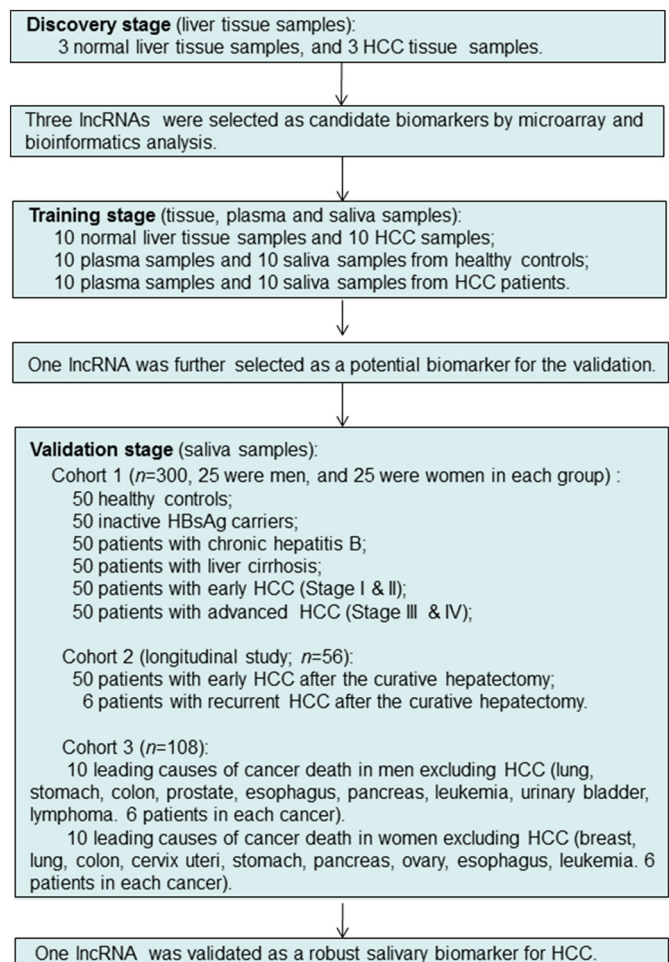 Discovery stage (liver tissue samples):
3 normal liver tissue samples, and 3 HCC tissue samples.
Three lncRNAs were selected as candidate biomarkers by microarray and
bioinformatics analysis.
Training stage (tissue, plasma and saliva samples):
10 normal liver tissue samples and 10 HCC samples;
10 plasma samples and 10 saliva samples from healthy controls;
10 plasma samples and 10 saliva samples from HCC patients.
One lncRNA was further selected as a potential biomarker for the validation.
Validation stage (saliva samples):
Cohort 1 (n=300, 25 were men, and 25 were women in each group) :
50 healthy controls;
50 inactive HBsAg carriers;
50 patients with chronic hepatitis B;
50 patients with liver cirrhosis;
50 patients with early HCC (Stage I & II);
50 patients with advanced HCC (Stage III & IV);
Cohort 2 (longitudinal study; n=56):
50 patients with early HCC after the curative hepatectomy;
6 patients with recurrent HCC after the curative hepatectomy.
Cohort 3 (n=108):
10 leading causes of cancer death in men excluding HCC (lung,
stomach, colon, prostate, esophagus, pancreas, leukemia, urinary bladder,
lymphoma. 6 patients in each cancer).
10 leading causes of cancer death in women excluding HCC (breast,
lung, colon, cervix uteri, stomach, pancreas, ovary, esophagus, leukemia. 6
patients in each cancer).
One lncRNA was validated as a robust salivary biomarker for HCC.